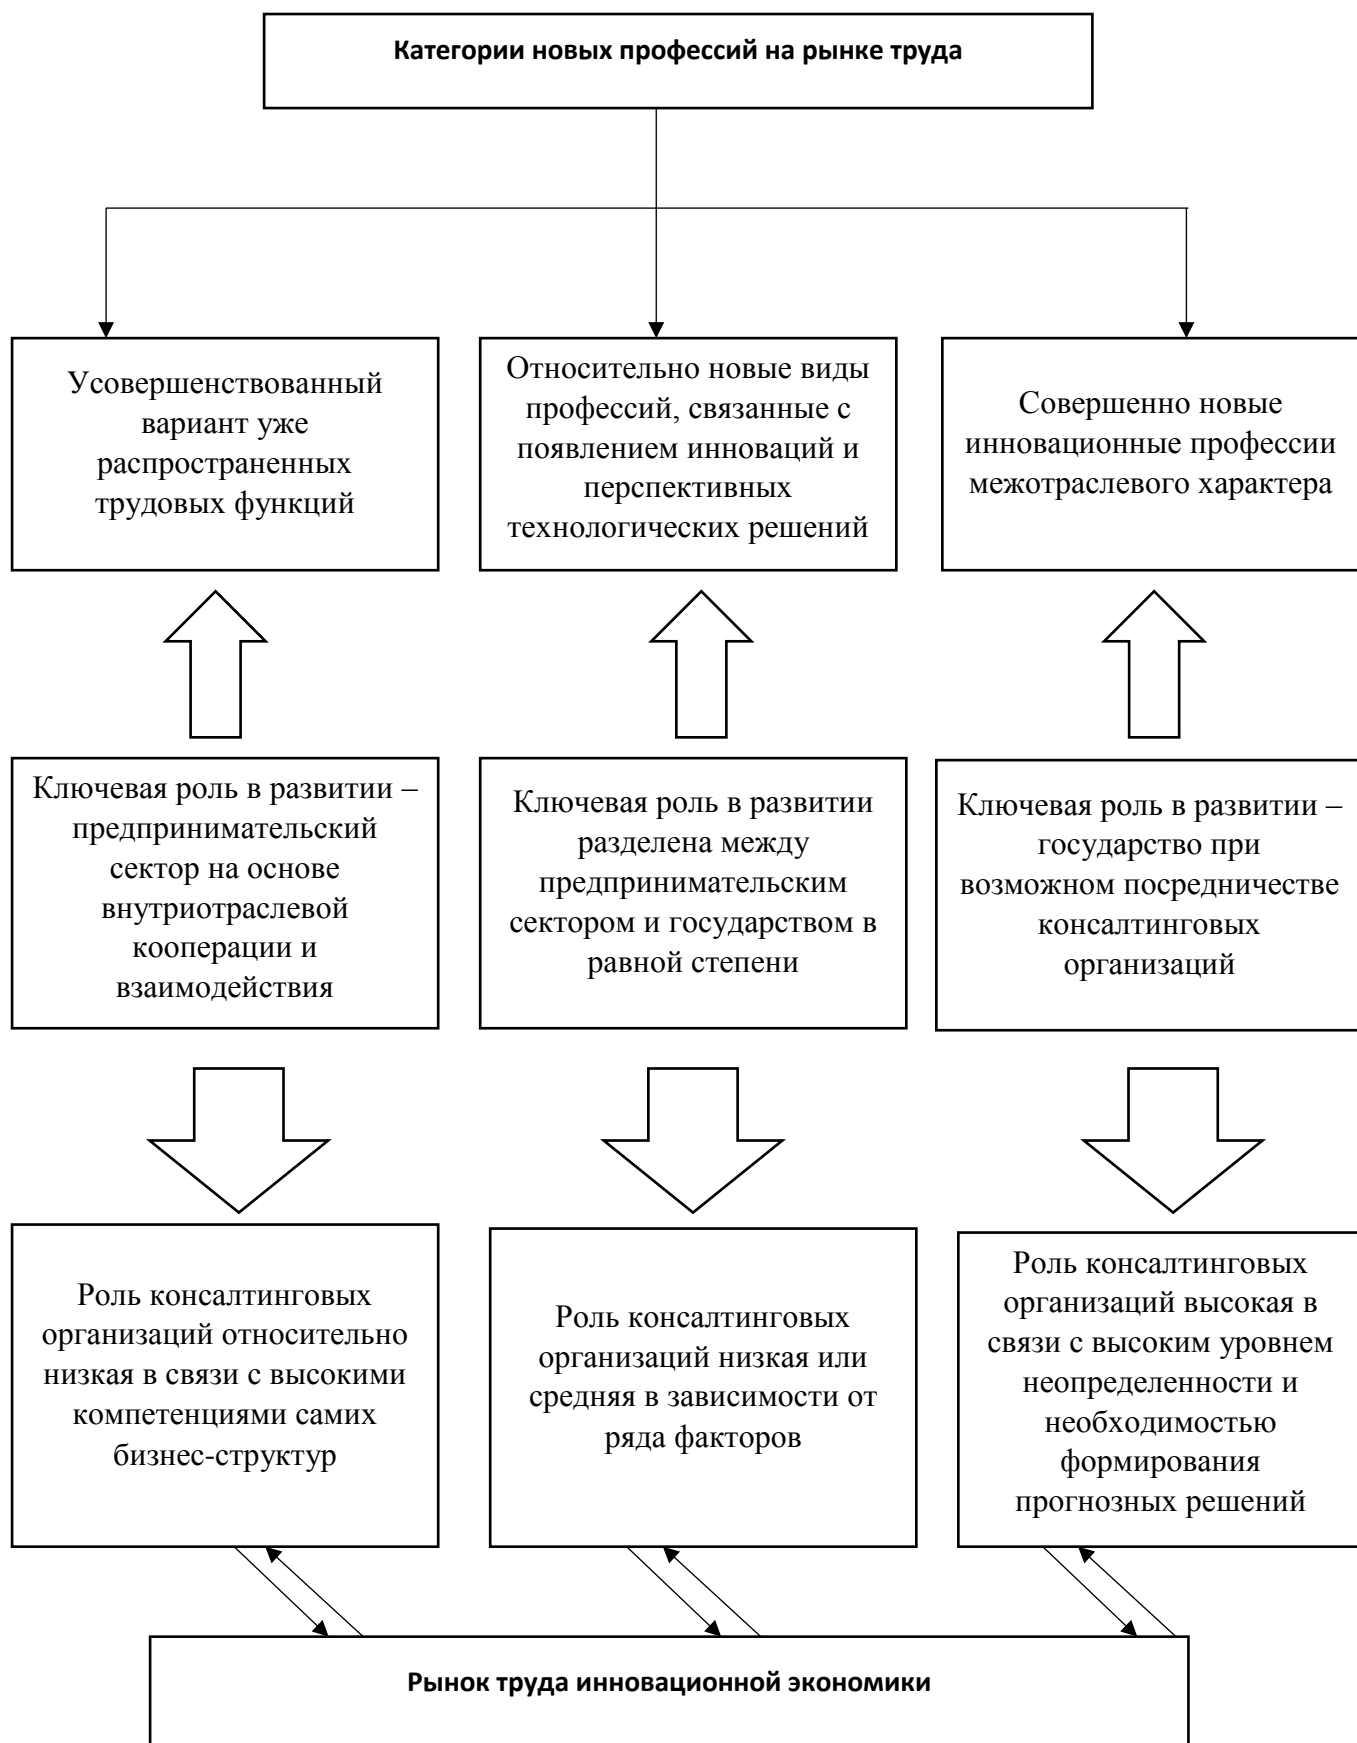 Категории новых профессий на рынке труда
Усовершенствованный
вариант уже
распространенных
трудовых функций
Относительно новые виды
профессий, связанные с
появлением инноваций и
перспективных
технологических решений
Совершенно новые
инновационные профессии
межотраслевого характера
Ключевая роль в развитии –
предпринимательский
сектор на основе
внутриотраслевой
кооперации и
взаимодействия
Ключевая роль в развитии
разделена между
предпринимательским
сектором и государством в
равной степени
Ключевая роль в развитии –
государство при
возможном посредничестве
консалтинговых
организаций
Роль консалтинговых
организаций относительно
низкая в связи с высокими
компетенциями самих
бизнес-структур
Роль консалтинговых
организаций низкая или
средняя в зависимости от
ряда факторов
Роль консалтинговых
организаций высокая в
связи с высоким уровнем
неопределенности и
необходимостью
формирования
прогнозных решений
Рынок труда инновационной экономики